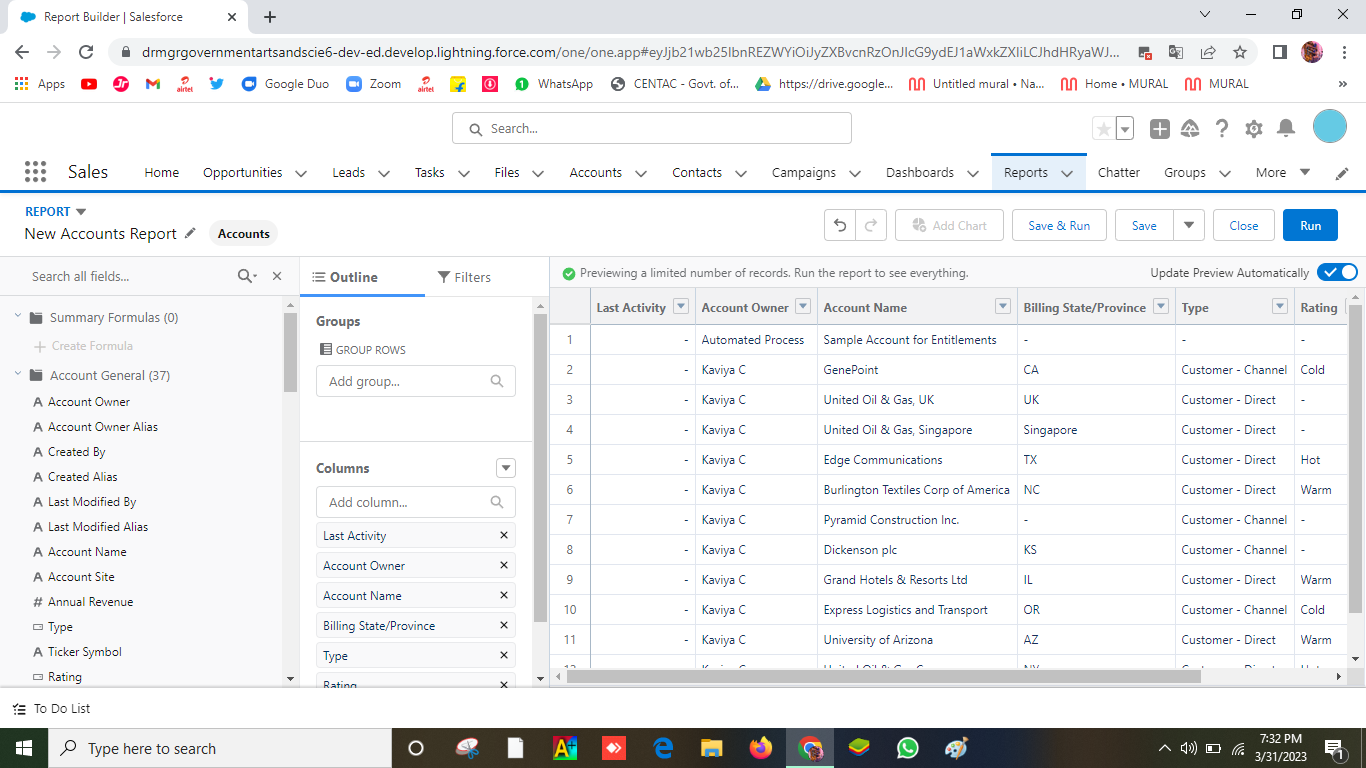 Report Builder | Salesforce
drmgrgovernmentartsandscie6-dev-ed.develop.lightning.force.com/one/one.app#eyJjb21wb25lbnREZWYiOiJyZXBvcnRzOnJlcG9ydEJ1aWxkZXIiLCJhdHRyaWJ...
Apps Google Duo Zoom airtel WhatsApp CENTAC - Govt. of... https://drive.google... Untitled mural • Na... Home • MURAL MURAL »
Search...
Sales Home Opportunities Leads Tasks Files Accounts Contacts Campaigns Dashboards Reports Chatter Groups More
REPORT
New Accounts Report Accounts
Add Chart Save & Run Save Close Run
Search all fields...
Outline Filters
Previewing a limited number of records. Run the report to see everything. Update Preview Automatically
Summary Formulas (0)
Create Formula
Account General (37)
Account Owner
Account Owner Alias
Created By
Created Alias
Last Modified By
Last Modified Alias
Account Name
Account Site
Annual Revenue
Type
Ticker Symbol
Rating
Groups
GROUP ROWS
Add group...
Columns
Add column...
Last Activity
Account Owner
Account Name
Billing State/Province
Type
Rating
Last Activity Account Owner Account Name Billing State/Province Type Rating
1 - Automated Process Sample Account for Entitlements - - -
2 - Kaviya C GenePoint CA Customer - Channel Cold
3 - Kaviya C United Oil & Gas, UK UK Customer - Direct -
4 - Kaviya C United Oil & Gas, Singapore Singapore Customer - Direct -
5 - Kaviya C Edge Communications TX Customer - Direct Hot
6 - Kaviya C Burlington Textiles Corp of America NC Customer - Direct Warm
7 - Kaviya C Pyramid Construction Inc. - Customer - Channel -
8 - Kaviya C Dickenson plc KS Customer - Channel -
9 - Kaviya C Grand Hotels & Resorts Ltd IL Customer - Direct Warm
10 - Kaviya C Express Logistics and Transport OR Customer - Channel Cold
11 - Kaviya C University of Arizona AZ Customer - Direct Warm
To Do List
Type here to search
7:32 PM
3/31/2023